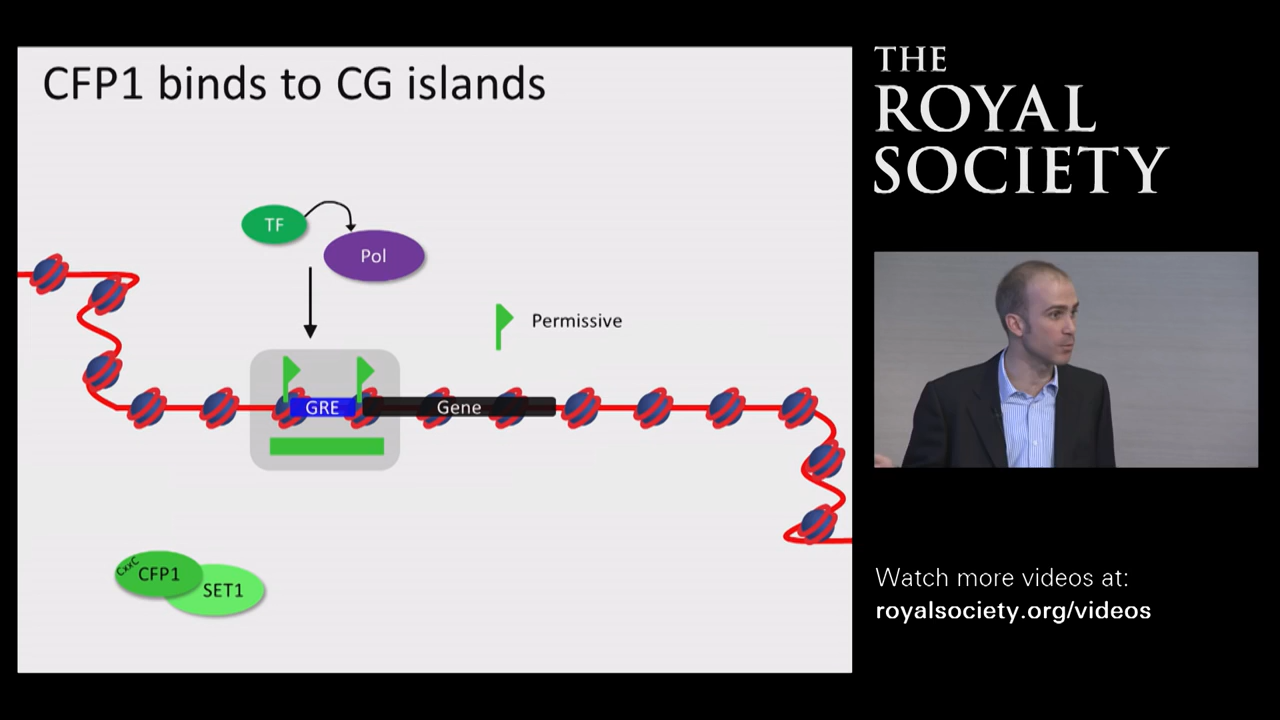 CFP1 binds to CG islands
TF
Pol
Permissive
GRE
Gene
CxxC
CFP1
SET1
THE
ROYAL
SOCIETY
Watch more videos at:
royalsociety.org/videos